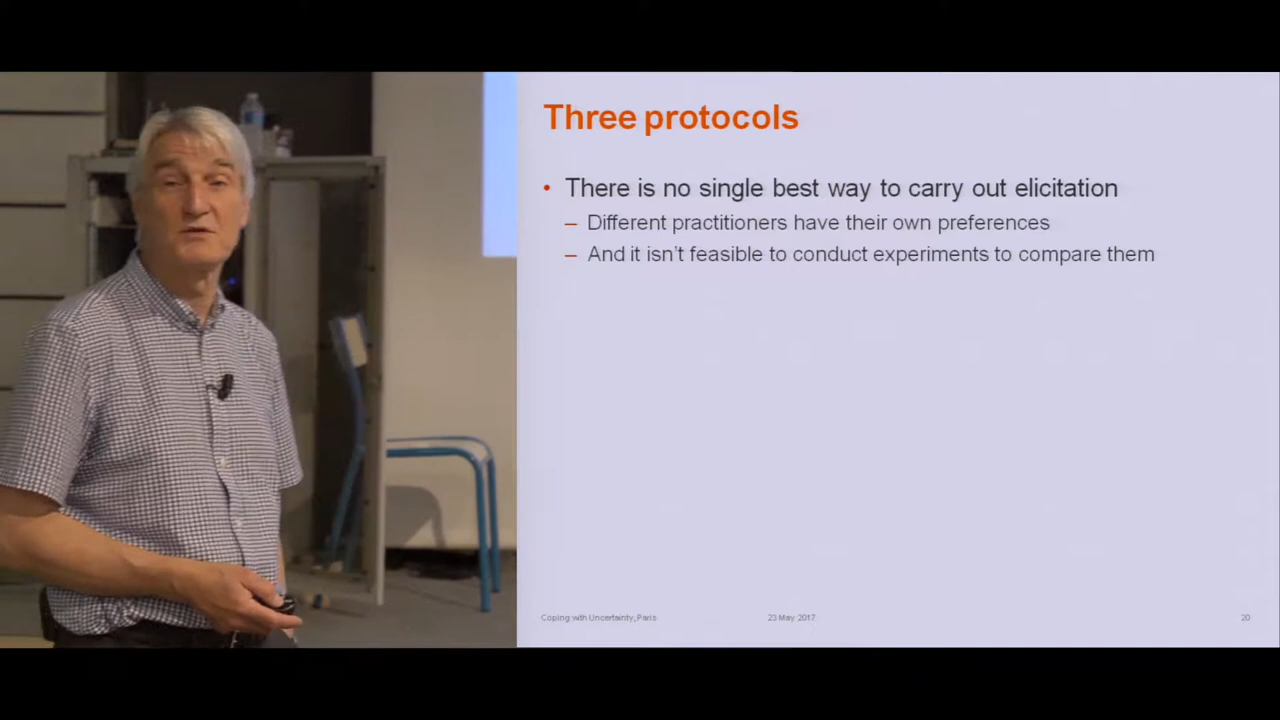 Three protocols
• There is no single best way to carry out elicitation
– Different practitioners have their own preferences
– And it isn't feasible to conduct experiments to compare them
Coping with Uncertainty, Paris 23 May 2017 20